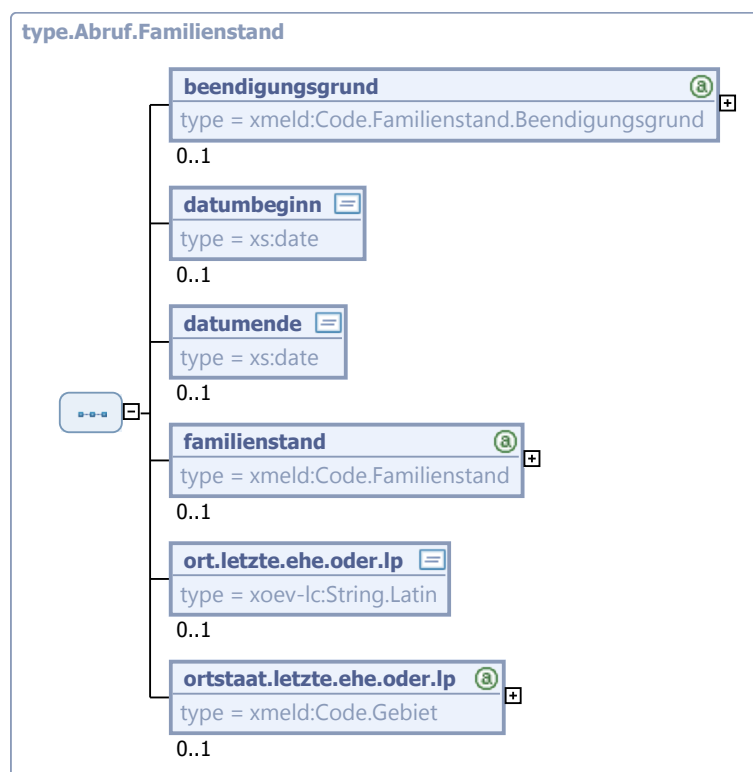 type.Abruf.Familienstand
beendigungsgrund
type = xmeld:Code.Familienstand.Beendigungsgrund
0..1
datumbeginn
type = xs:date
0..1
datumende
type = xs:date
0..1
familienstand
type = xmeld:Code.Familienstand
0..1
ort.letzte.ehe.oder.lp
type = xoev-lc:String.Latin
0..1
ortstaat.letzte.ehe.oder.lp
type = xmeld:Code.Gebiet
0..1